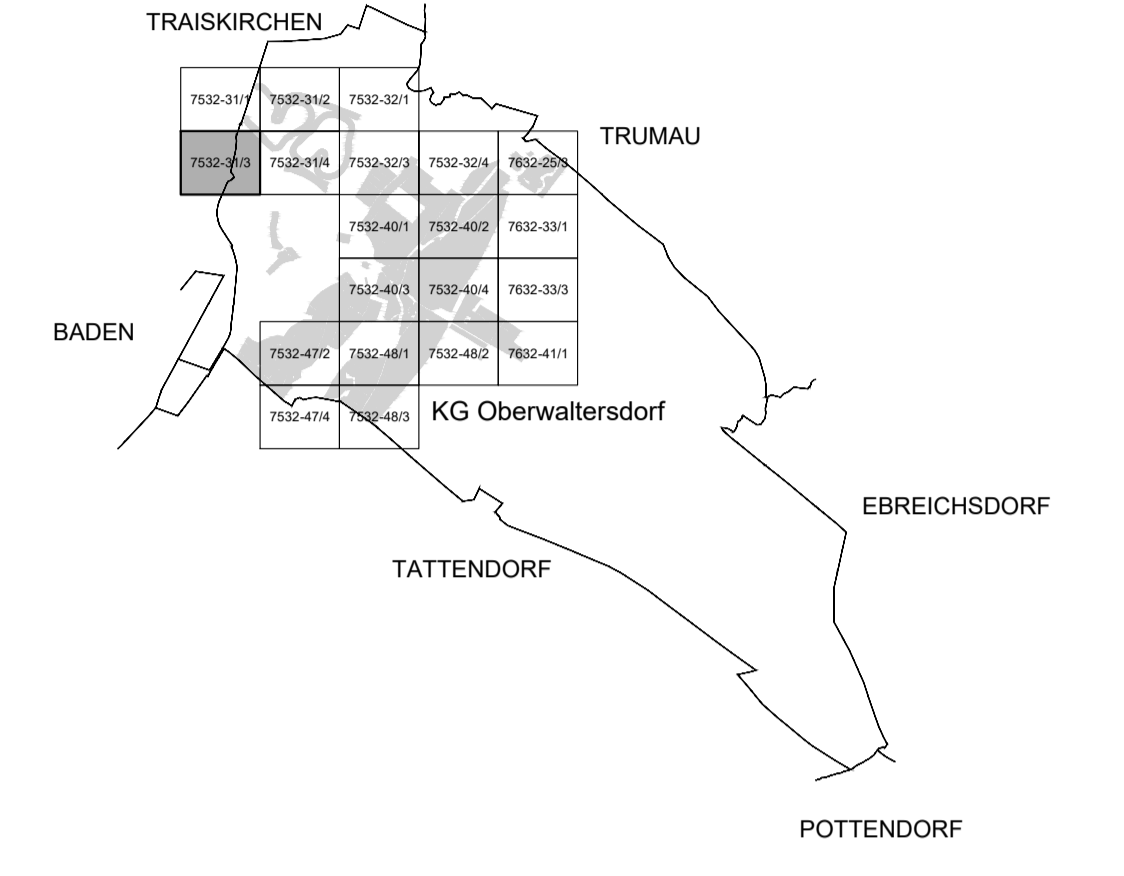 TRAISKIRCHEN
7532-31/1 7532-31/2 7532-32/1
TRUMAU
7532-31/3 7532-31/4 7532-32/3 7532-32/4 7632-25/3
7532-40/1 7532-40/2 7632-33/1
7532-40/3 7532-40/4 7632-33/3
BADEN
7532-47/2 7532-48/1 7532-48/2 7632-41/1
7532-47/4 7532-48/3 KG Oberwaltersdorf
EBREICHSDORF
TATTENDORF
POTTENDORF